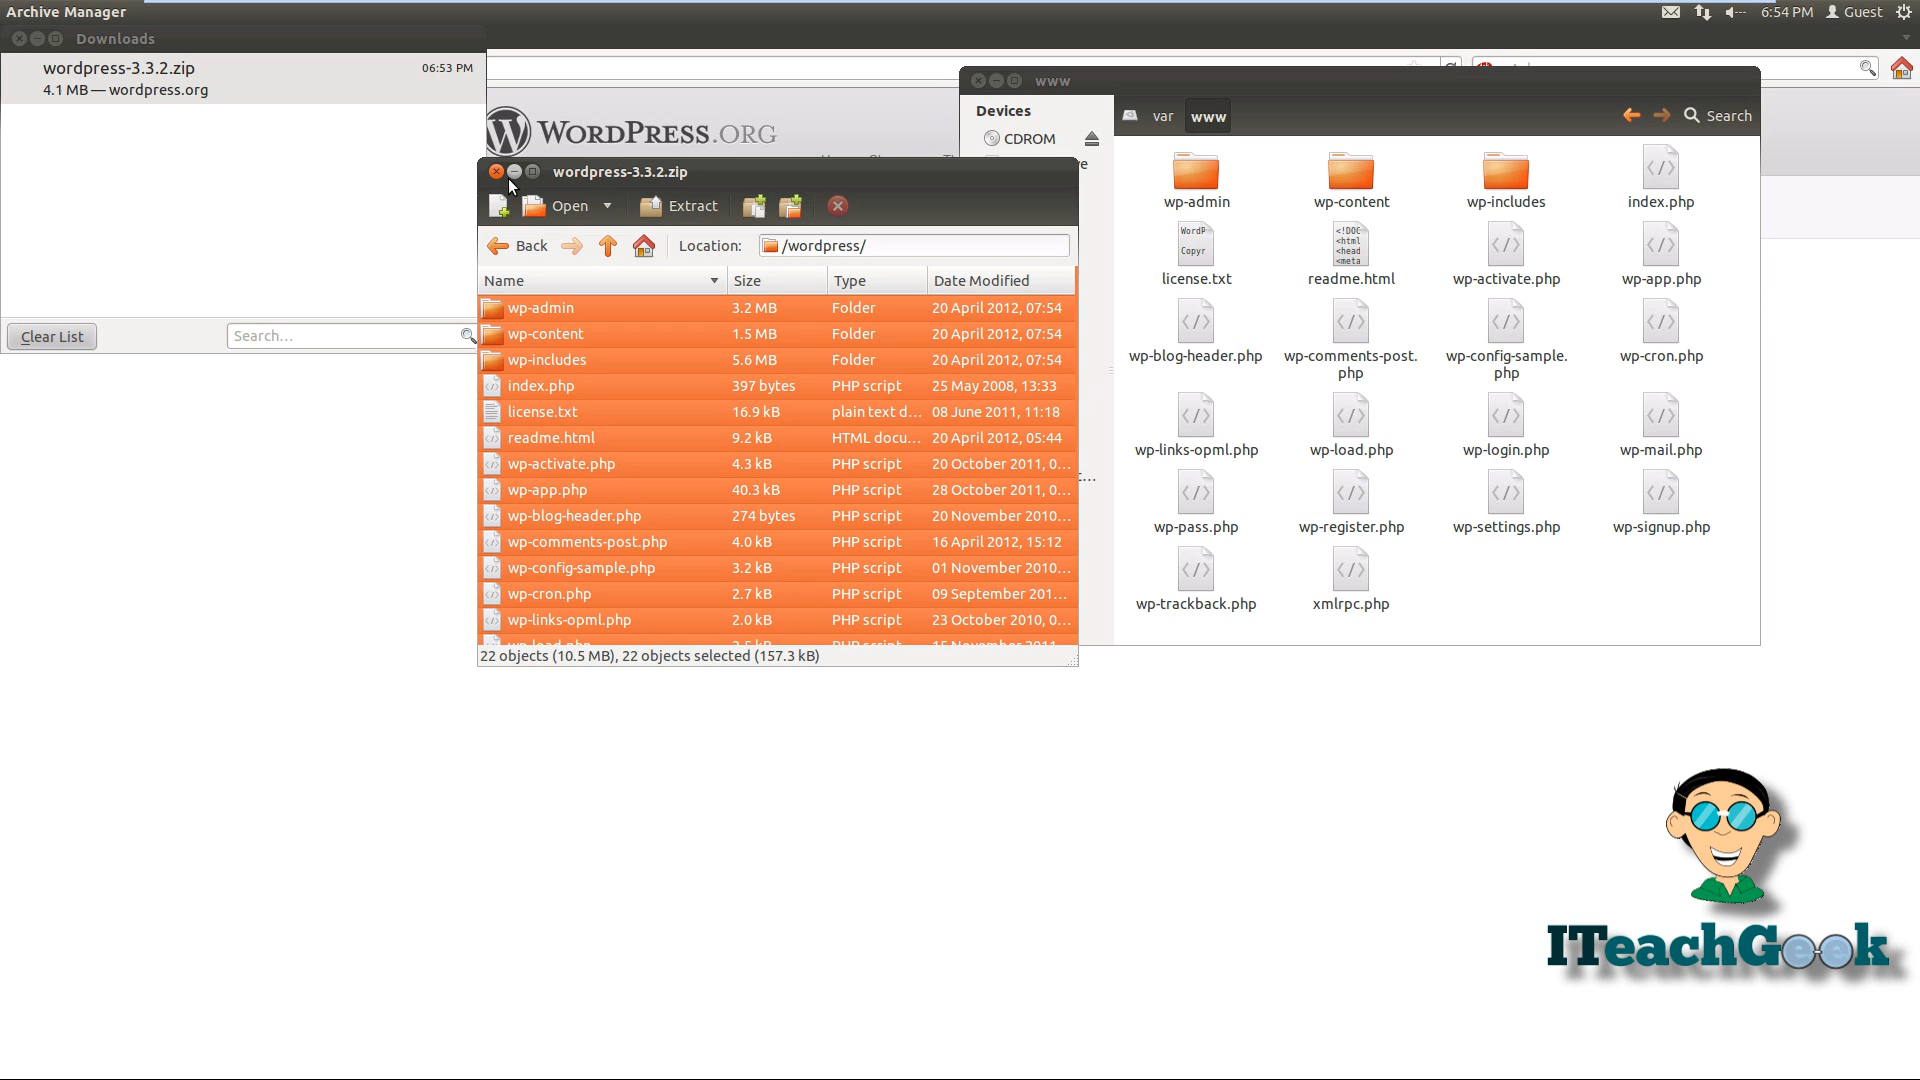 Archive Manager
6:54 PM Guest
Downloads
wordpress-3.3.2.zip 06:53 PM
4.1 MB — wordpress.org
Clear List Search...
WORDPRESS.ORG
wordpress-3.3.2.zip
Open Extract
Back Location: /wordpress/
Name Size Type Date Modified
wp-admin 3.2 MB Folder 20 April 2012, 07:54
wp-content 1.5 MB Folder 20 April 2012, 07:54
wp-includes 5.6 MB Folder 20 April 2012, 07:54
index.php 397 bytes PHP script 25 May 2008, 13:33
license.txt 16.9 kB plain text d... 08 June 2011, 11:18
readme.html 9.2 kB HTML docu... 20 April 2012, 05:44
wp-activate.php 4.3 kB PHP script 20 October 2011, 0...
wp-app.php 40.3 kB PHP script 28 October 2011, 0...
wp-blog-header.php 274 bytes PHP script 20 November 2010...
wp-comments-post.php 4.0 kB PHP script 16 April 2012, 15:12
wp-config-sample.php 3.2 kB PHP script 01 November 2010...
wp-cron.php 2.7 kB PHP script 09 September 201...
wp-links-opml.php 2.0 kB PHP script 23 October 2010, 0...
22 objects (10.5 MB), 22 objects selected (157.3 kB)
www
Devices
CDROM
var www Search
wp-admin wp-content wp-includes index.php
WordP
Copyr
<!DOC
<html
<head
<meta
license.txt readme.html wp-activate.php wp-app.php
wp-blog-header.php wp-comments-post.php wp-config-sample.php wp-cron.php
wp-links-opml.php wp-load.php wp-login.php wp-mail.php
wp-pass.php wp-register.php wp-settings.php wp-signup.php
wp-trackback.php xmlrpc.php
ITeachGeek